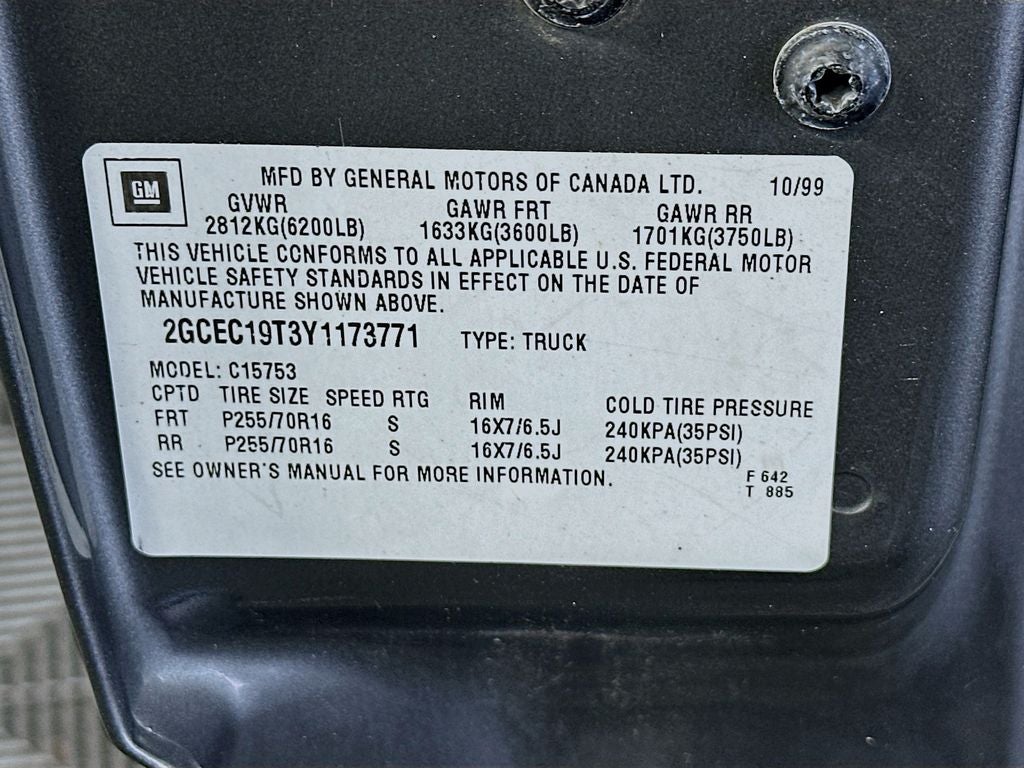 GM
MFD BY GENERAL MOTORS OF CANADA LTD. 10/99
GVWR GAWR FRT GAWR RR
2812KG(6200LB) 1633KG(3600LB) 1701KG(3750LB)
THIS VEHICLE CONFORMS TO ALL APPLICABLE U.S. FEDERAL MOTOR
VEHICLE SAFETY STANDARDS IN EFFECT ON THE DATE OF
MANUFACTURE SHOWN ABOVE.
2GCEC19T3Y1173771 TYPE: TRUCK
MODEL: C15753
CPTD TIRE SIZE SPEED RTG RIM COLD TIRE PRESSURE
FRT P255/70R16 S 16X7/6.5J 240KPA(35PSI)
RR P255/70R16 S 16X7/6.5J 240KPA(35PSI)
SEE OWNER'S MANUAL FOR MORE INFORMATION.
F 642
T 885